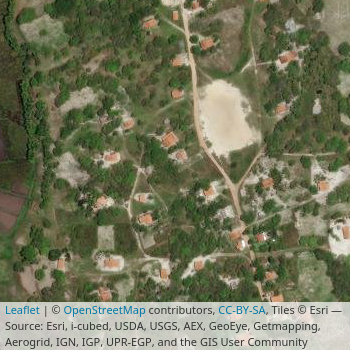 Leaflet | © OpenStreetMap contributors, CC-BY-SA, Tiles © Esri —
Source: Esri, i-cubed, USDA, USGS, AEX, GeoEye, Getmapping,
Aerogrid, IGN, IGP, UPR-EGP, and the GIS User Community